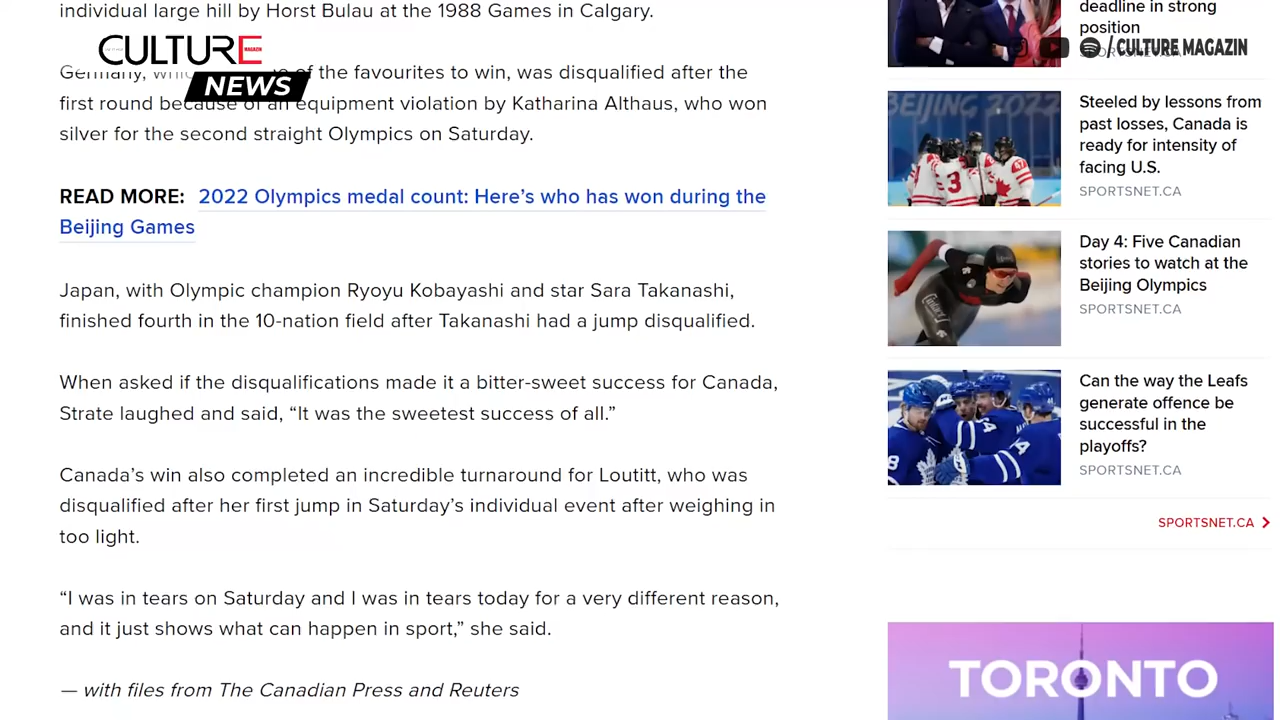 individual large hill by Horst Bulau at the 1988 Games in Calgary.
CULTURE
NEWS
Germany, of the favourites to win, was disqualified after the
first round because of an equipment violation by Katharina Althaus, who won
silver for the second straight Olympics on Saturday.
READ MORE: 2022 Olympics medal count: Here's who has won during the
Beijing Games
Japan, with Olympic champion Ryoyu Kobayashi and star Sara Takanashi,
finished fourth in the 10-nation field after Takanashi had a jump disqualified.
When asked if the disqualifications made it a bitter-sweet success for Canada,
Strate laughed and said, “It was the sweetest success of all.”
Canada's win also completed an incredible turnaround for Loutitt, who was
disqualified after her first jump in Saturday's individual event after weighing in
too light.
“I was in tears on Saturday and I was in tears today for a very different reason,
and it just shows what can happen in sport,” she said.
— with files from The Canadian Press and Reuters
deadline in strong
position
/ CULTURE MAGAZIN
BEIJING 2022
Steeled by lessons from
past losses, Canada is
ready for intensity of
facing U.S.
SPORTSNET.CA
Day 4: Five Canadian
stories to watch at the
Beijing Olympics
SPORTSNET.CA
Can the way the Leafs
generate offence be
successful in the
playoffs?
SPORTSNET.CA
SPORTSNET.CA
TORONTO